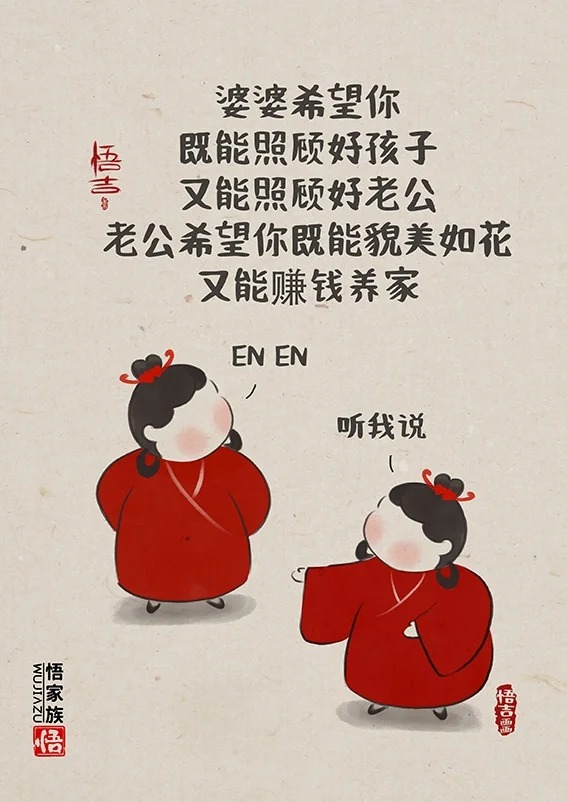 婆婆希望你
既能照顾好孩子
又能照顾好老公
老公希望你既能貌美如花
又能赚钱养家
悟吉
EN EN
听我说
悟家族
WUJIAZU
悟
悟吉画